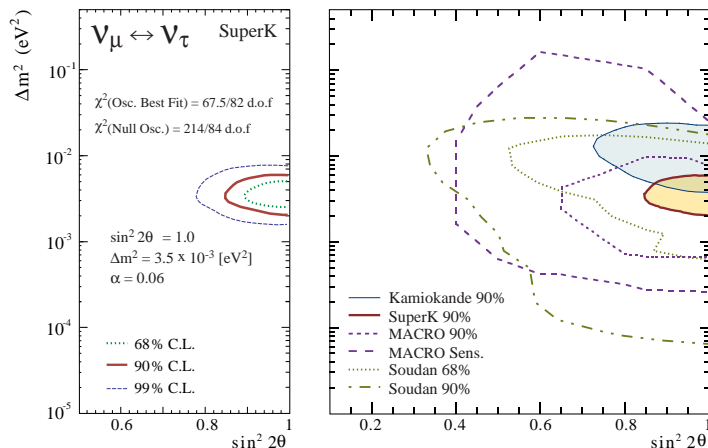 Δm² (eV²)
ν_μ ↔ ν_τ SuperK
10⁻¹
χ²(Osc. Best Fit) = 67.5/82 d.o.f
χ²(Null Osc.) = 214/84 d.o.f
10⁻²
sin² 2θ = 1.0
10⁻³
Δm² = 3.5 x 10⁻³ [eV²]
α = 0.06
10⁻⁴
68% C.L.
90% C.L.
99% C.L.
10⁻⁵
0.6 0.8 1
sin² 2θ
Kamiokande 90%
SuperK 90%
MACRO 90%
MACRO Sens.
Soudan 68%
Soudan 90%
0.2 0.4 0.6 0.8 1
sin² 2θ